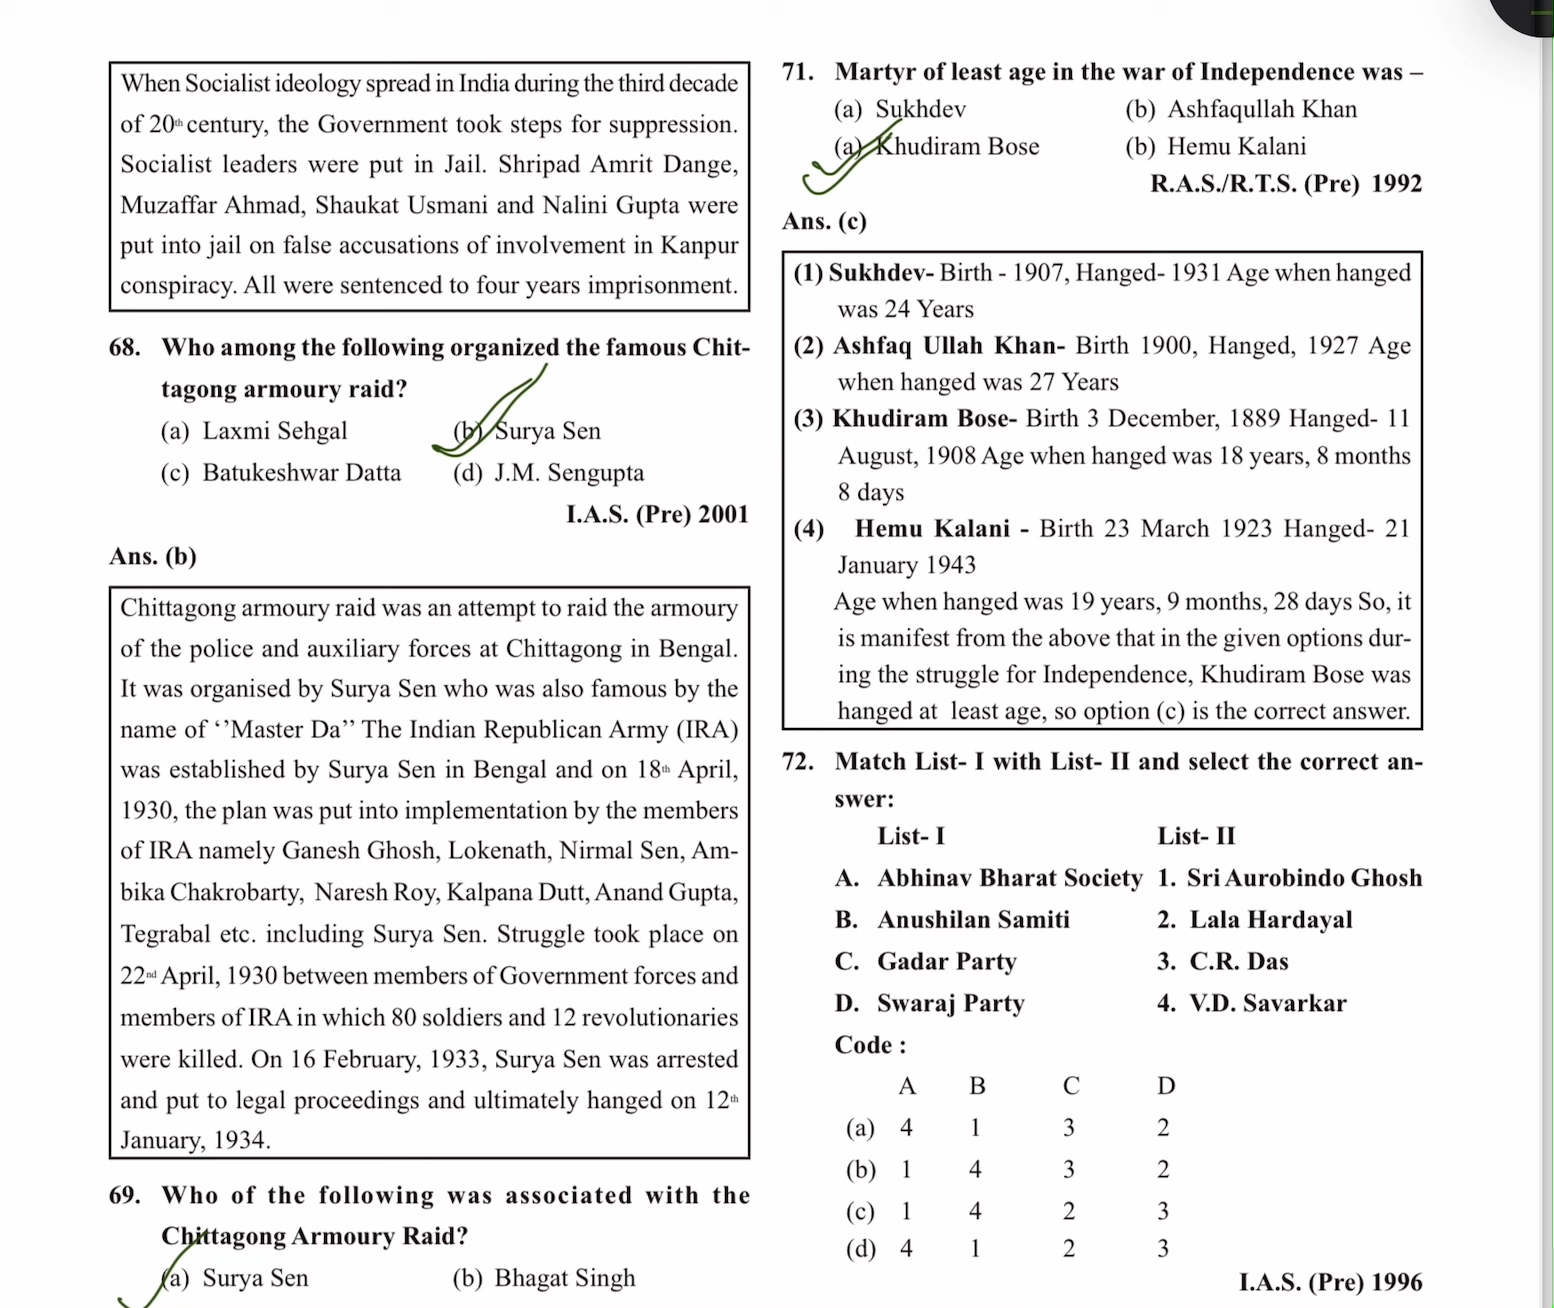 When Socialist ideology spread in India during the third decade
of 20th century, the Government took steps for suppression.
Socialist leaders were put in Jail. Shripad Amrit Dange,
Muzaffar Ahmad, Shaukat Usmani and Nalini Gupta were
put into jail on false accusations of involvement in Kanpur
conspiracy. All were sentenced to four years imprisonment.
68. Who among the following organized the famous Chit-
tagong armoury raid?
(a) Laxmi Sehgal (b) Surya Sen
(c) Batukeshwar Datta (d) J.M. Sengupta
I.A.S. (Pre) 2001
Ans. (b)
Chittagong armoury raid was an attempt to raid the armoury
of the police and auxiliary forces at Chittagong in Bengal.
It was organised by Surya Sen who was also famous by the
name of ‘’Master Da’’ The Indian Republican Army (IRA)
was established by Surya Sen in Bengal and on 18th April,
1930, the plan was put into implementation by the members
of IRA namely Ganesh Ghosh, Lokenath, Nirmal Sen, Am-
bika Chakrobarty, Naresh Roy, Kalpana Dutt, Anand Gupta,
Tegrabal etc. including Surya Sen. Struggle took place on
22nd April, 1930 between members of Government forces and
members of IRA in which 80 soldiers and 12 revolutionaries
were killed. On 16 February, 1933, Surya Sen was arrested
and put to legal proceedings and ultimately hanged on 12th
January, 1934.
69. Who of the following was associated with the
Chittagong Armoury Raid?
(a) Surya Sen (b) Bhagat Singh
71. Martyr of least age in the war of Independence was –
(a) Sukhdev (b) Ashfaqullah Khan
(a) Khudiram Bose (b) Hemu Kalani
R.A.S./R.T.S. (Pre) 1992
Ans. (c)
(1) Sukhdev- Birth - 1907, Hanged- 1931 Age when hanged
was 24 Years
(2) Ashfaq Ullah Khan- Birth 1900, Hanged, 1927 Age
when hanged was 27 Years
(3) Khudiram Bose- Birth 3 December, 1889 Hanged- 11
August, 1908 Age when hanged was 18 years, 8 months
8 days
(4) Hemu Kalani - Birth 23 March 1923 Hanged- 21
January 1943
Age when hanged was 19 years, 9 months, 28 days So, it
is manifest from the above that in the given options dur-
ing the struggle for Independence, Khudiram Bose was
hanged at least age, so option (c) is the correct answer.
72. Match List- I with List- II and select the correct an-
swer:
List- I List- II
A. Abhinav Bharat Society 1. Sri Aurobindo Ghosh
B. Anushilan Samiti 2. Lala Hardayal
C. Gadar Party 3. C.R. Das
D. Swaraj Party 4. V.D. Savarkar
Code :
A B C D
(a) 4 1 3 2
(b) 1 4 3 2
(c) 1 4 2 3
(d) 4 1 2 3
I.A.S. (Pre) 1996